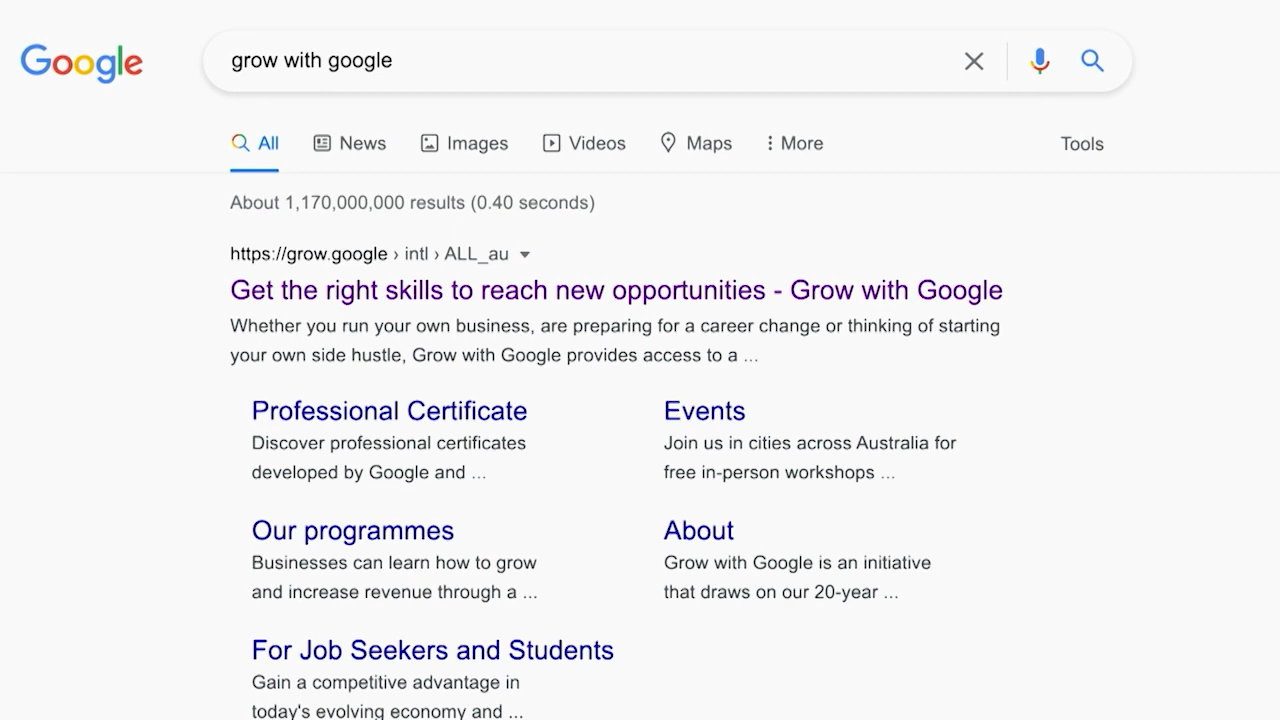 Google
grow with google
All News Images Videos Maps More Tools
About 1,170,000,000 results (0.40 seconds)
https://grow.google › intl › ALL_au
Get the right skills to reach new opportunities - Grow with Google
Whether you run your own business, are preparing for a career change or thinking of starting
your own side hustle, Grow with Google provides access to a ...
Professional Certificate
Discover professional certificates
developed by Google and ...
Events
Join us in cities across Australia for
free in-person workshops ...
Our programmes
Businesses can learn how to grow
and increase revenue through a ...
About
Grow with Google is an initiative
that draws on our 20-year ...
For Job Seekers and Students
Gain a competitive advantage in
today's evolving economy and ...